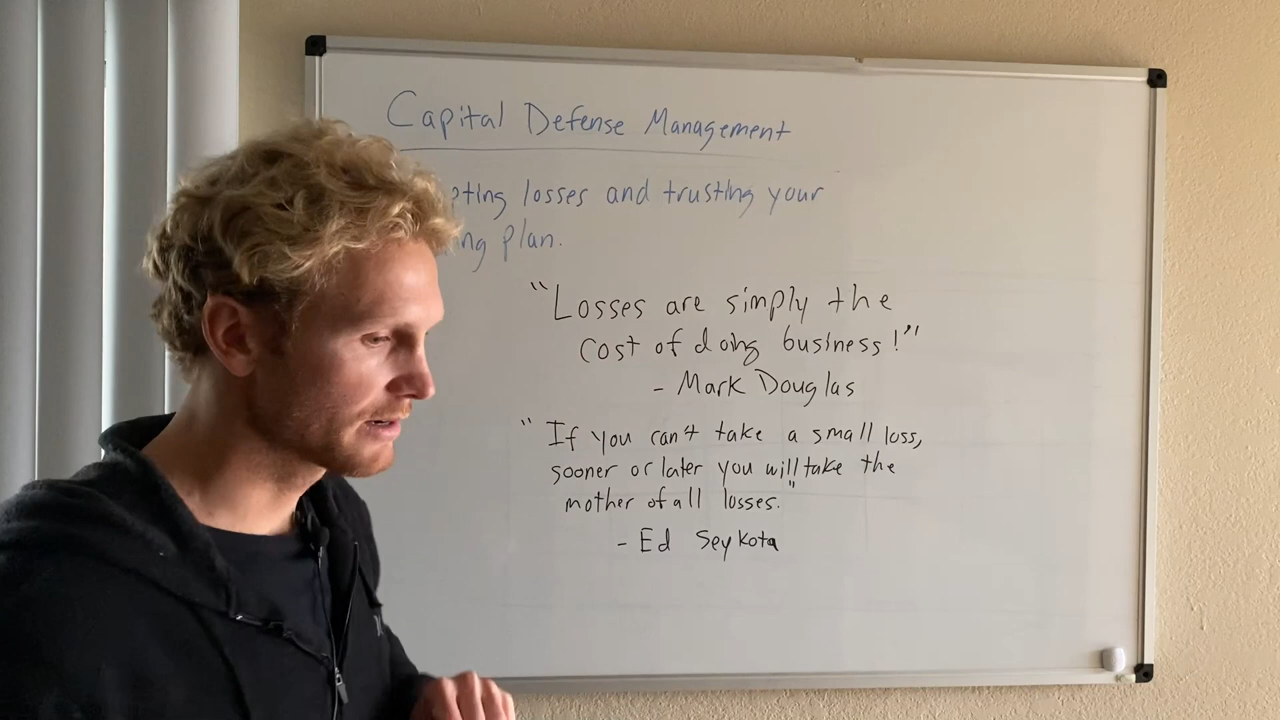 Capital Defense Management
pting losses and trusting your
ng plan.
"Losses are simply the
cost of doing business!"
- Mark Douglas
"If you can't take a small loss,
sooner or later you will take the
mother of all losses."
- Ed Seykota